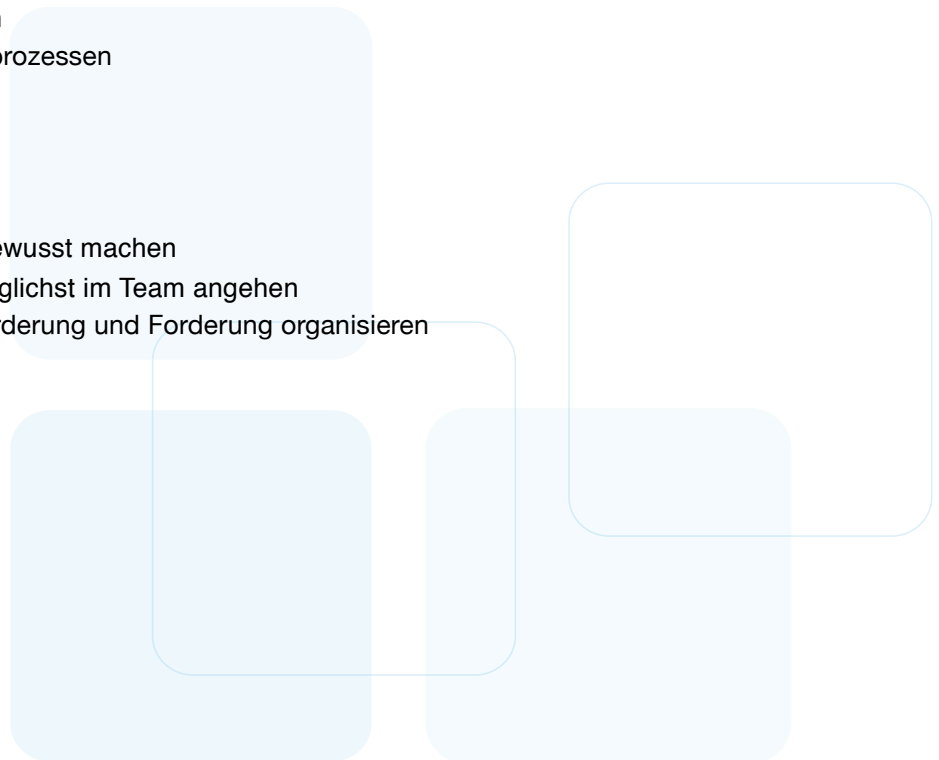 prozessen
ewusst machen
glichst im Team angehen
rderung und Forderung organisieren